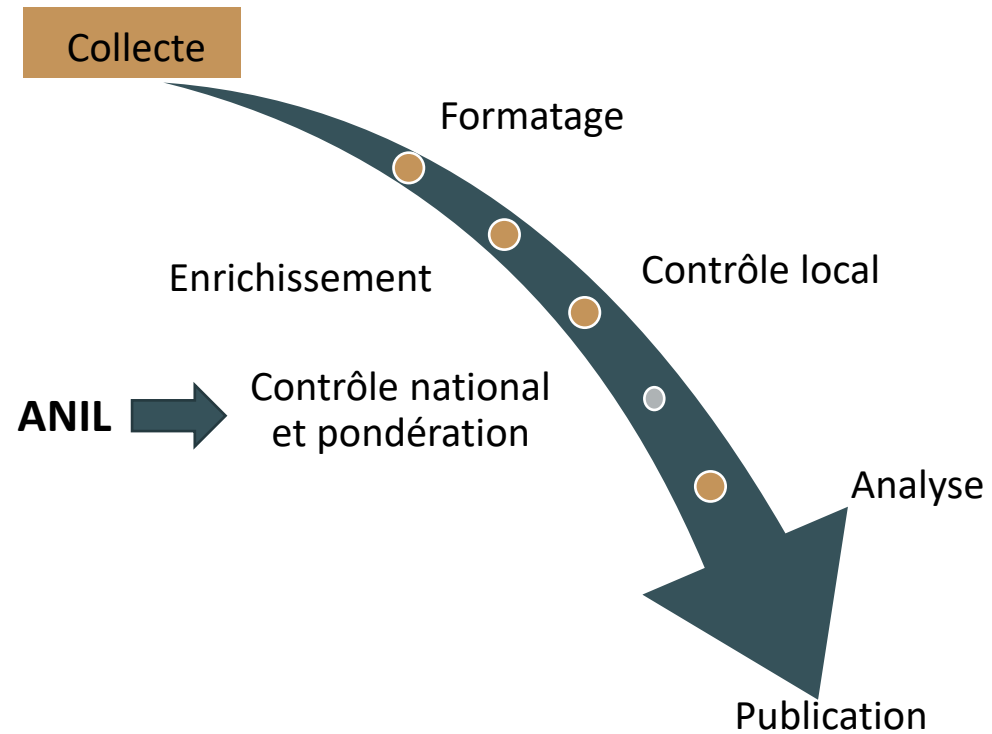 Collecte
Formatage
Enrichissement
Contrôle local
ANIL
Contrôle national
et pondération
Analyse
Publication